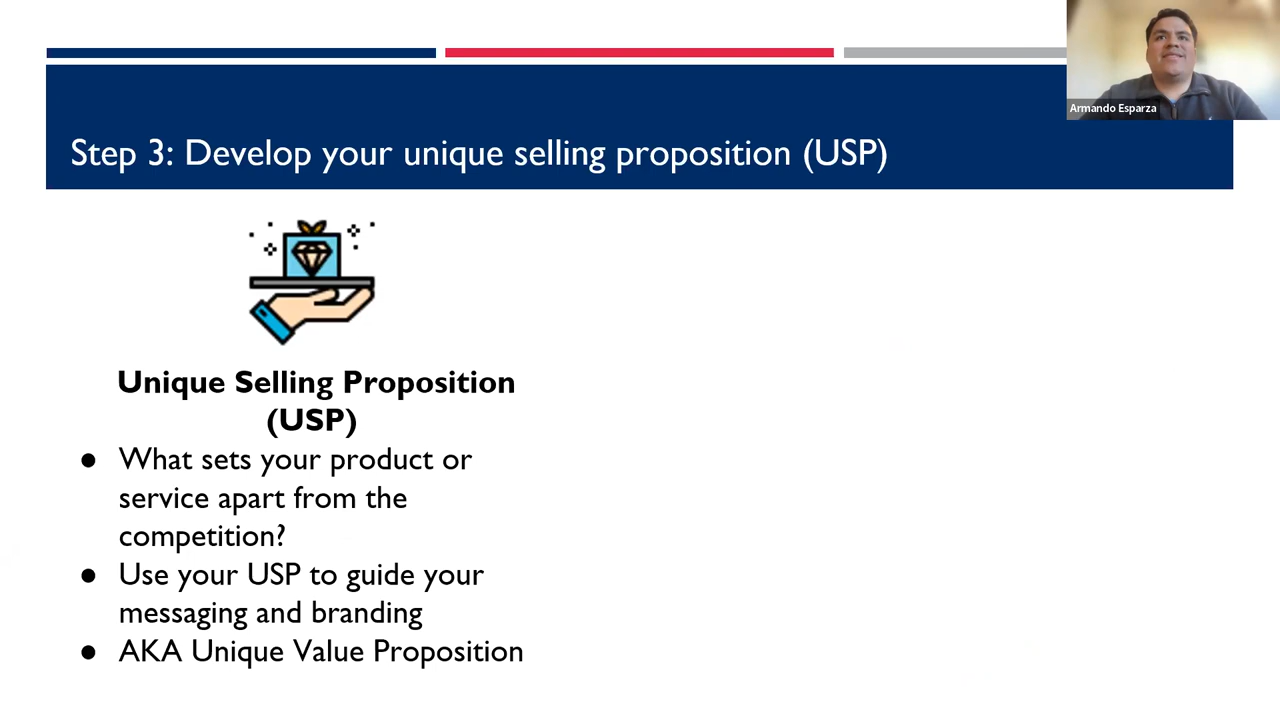 Armando Esparza
Step 3: Develop your unique selling proposition (USP)
Unique Selling Proposition
(USP)
● What sets your product or
service apart from the
competition?
● Use your USP to guide your
messaging and branding
● AKA Unique Value Proposition